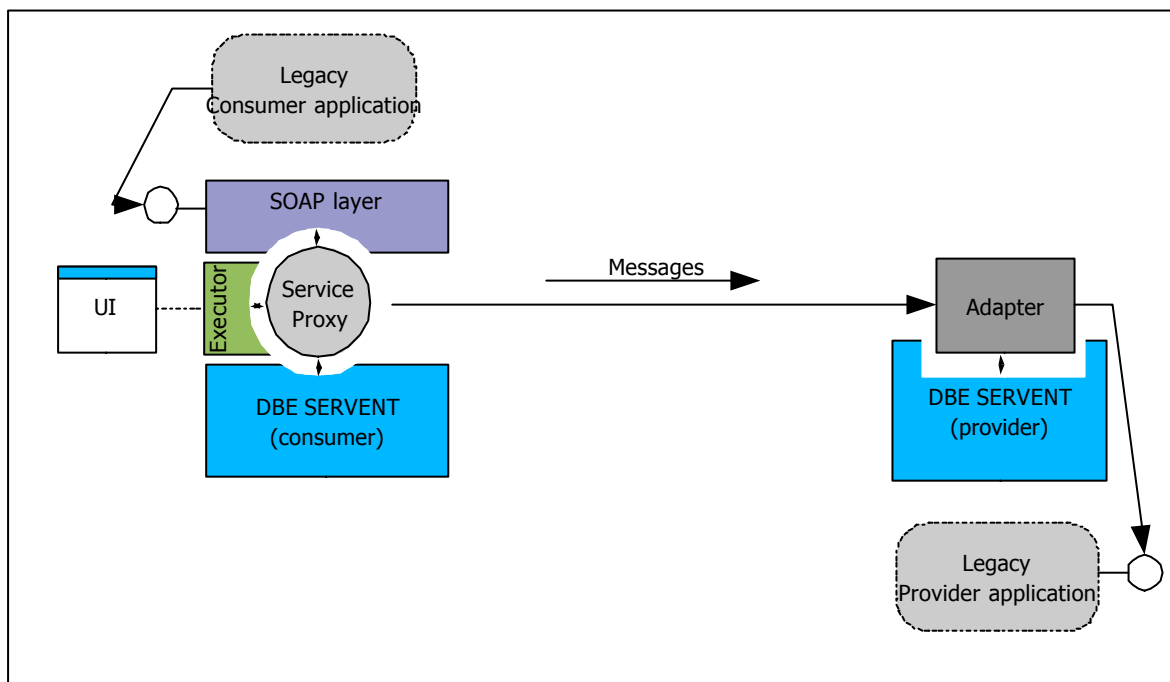 Legacy
Consumer application
SOAP layer
Messages
UI
Executor
Service
Proxy
Adapter
DBE SERVENT
(consumer)
DBE SERVENT
(provider)
Legacy
Provider application